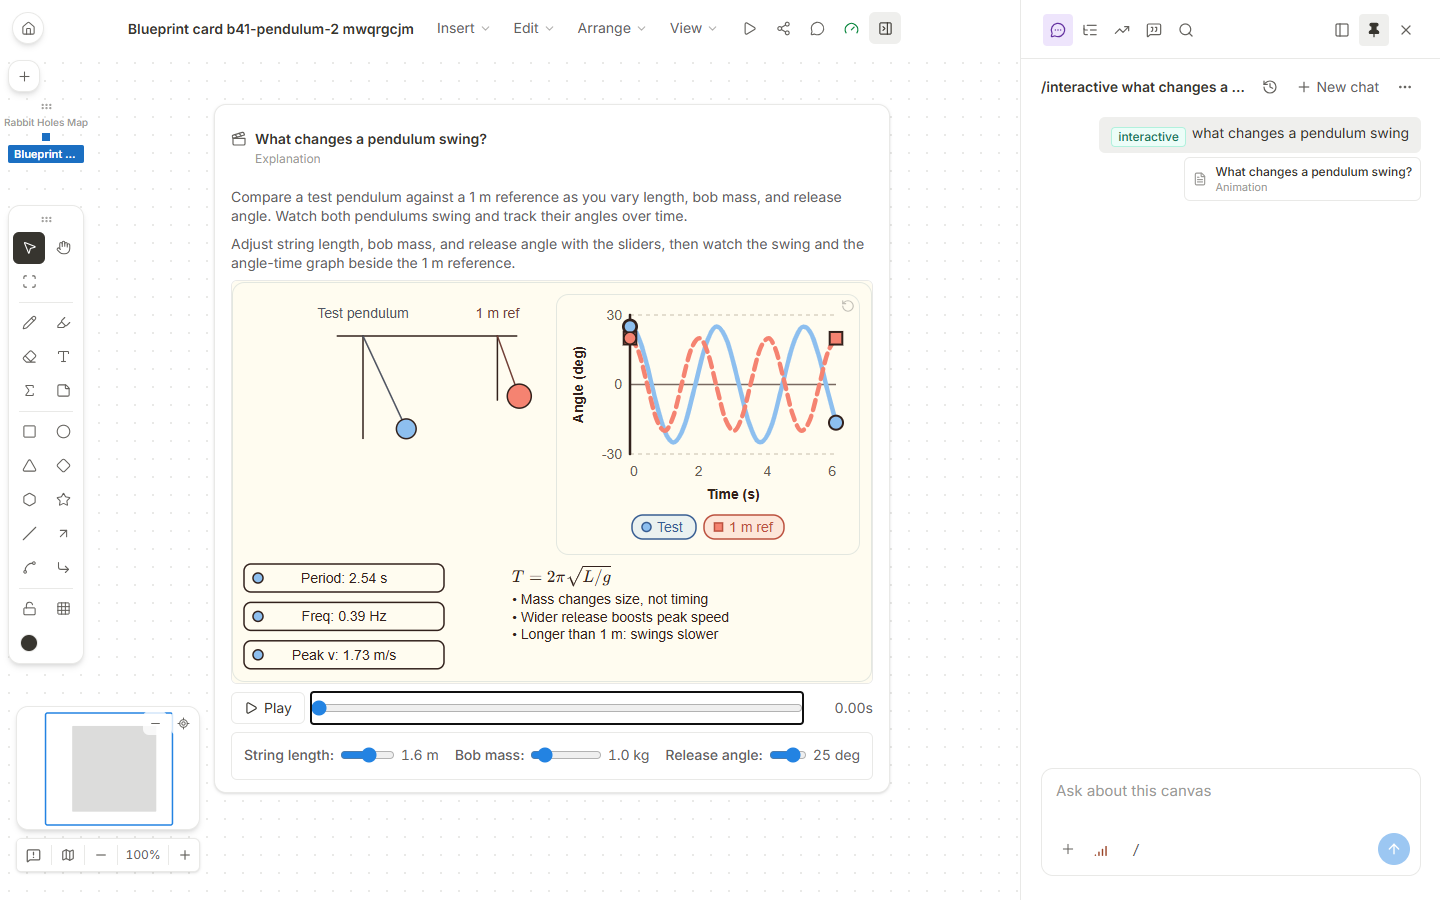 Blueprint card b41-pendulum-2 mwqrgcjm
Insert
Edit
Arrange
View
Rabbit Holes Map
Blueprint ...
What changes a pendulum swing?
Explanation
Compare a test pendulum against a 1 m reference as you vary length, bob mass, and release
angle. Watch both pendulums swing and track their angles over time.
Adjust string length, bob mass, and release angle with the sliders, then watch the swing and the
angle-time graph beside the 1 m reference.
Test pendulum
1 m ref
Angle (deg)
30
0
-30
0 2 4 6
Time (s)
Test
1 m ref
Period: 2.54 s
Freq: 0.39 Hz
Peak v: 1.73 m/s
T = 2π√L/g
• Mass changes size, not timing
• Wider release boosts peak speed
• Longer than 1 m: swings slower
Play
0.00s
String length: 1.6 m
Bob mass: 1.0 kg
Release angle: 25 deg
100%
/interactive what changes a ...
New chat
interactive what changes a pendulum swing
What changes a pendulum swing?
Animation
Ask about this canvas
/